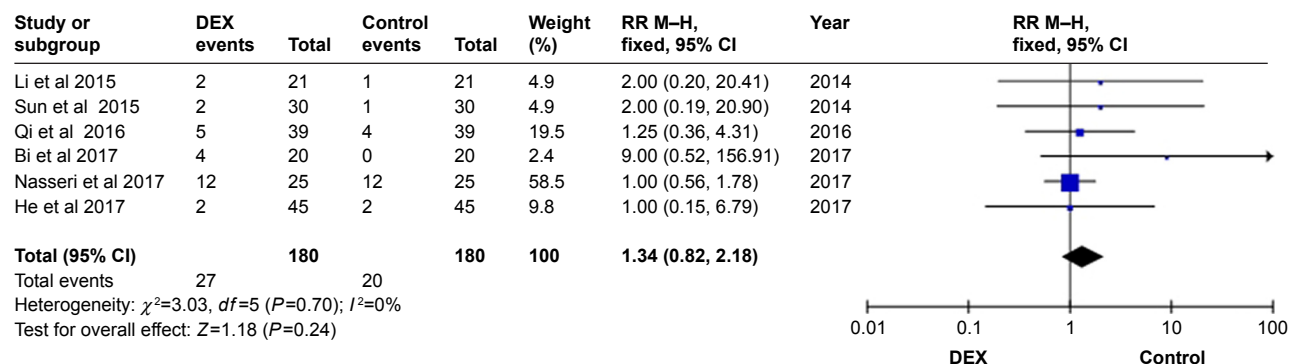 Study or subgroup DEX events Total Control events Total Weight (%) RR M–H, fixed, 95% CI Year RR M–H, fixed, 95% CI
Li et al 2015 2 21 1 21 4.9 2.00 (0.20, 20.41) 2014
Sun et al 2015 2 30 1 30 4.9 2.00 (0.19, 20.90) 2014
Qi et al 2016 5 39 4 39 19.5 1.25 (0.36, 4.31) 2016
Bi et al 2017 4 20 0 20 2.4 9.00 (0.52, 156.91) 2017
Nasseri et al 2017 12 25 12 25 58.5 1.00 (0.56, 1.78) 2017
He et al 2017 2 45 2 45 9.8 1.00 (0.15, 6.79) 2017
Total (95% CI) 180 180 100 1.34 (0.82, 2.18)
Total events 27 20
Heterogeneity: χ²=3.03, df=5 (P=0.70); I²=0%
Test for overall effect: Z=1.18 (P=0.24)
0.01 0.1 1 10 100
DEX Control